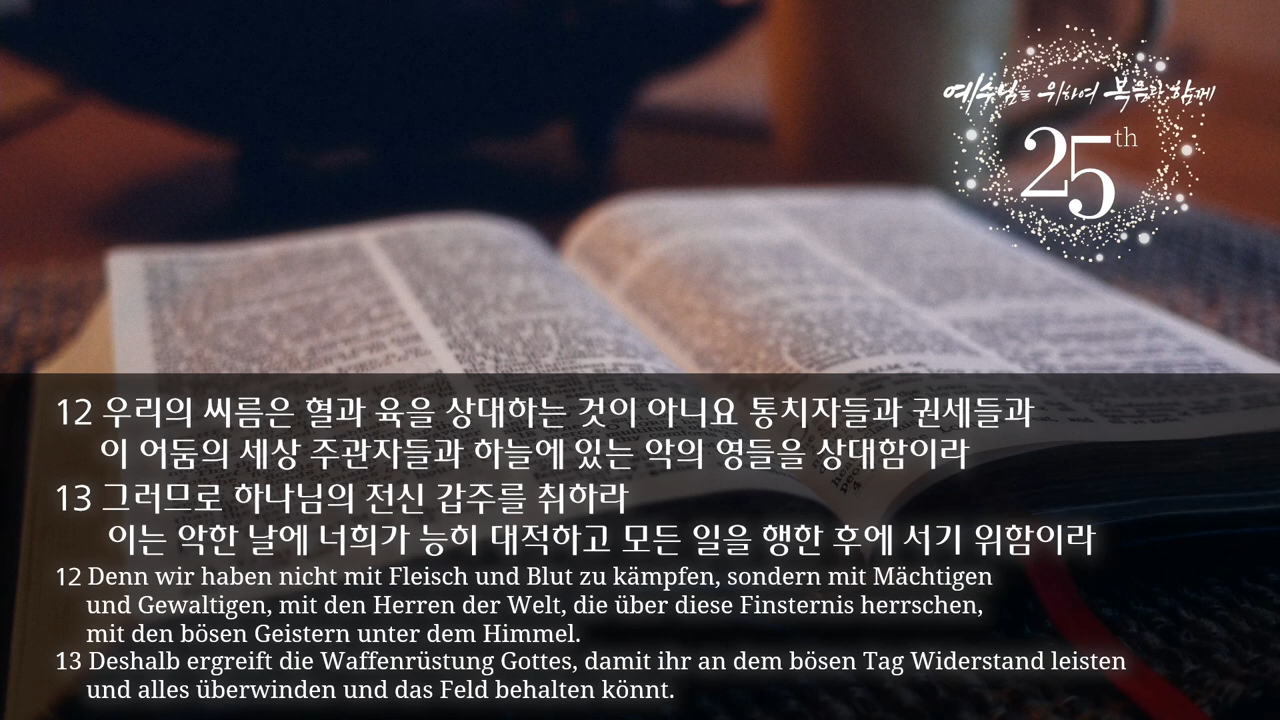 예수님을 위하여 복음과 함께
25th
12 우리의 씨름은 혈과 육을 상대하는 것이 아니요 통치자들과 권세들과
이 어둠의 세상 주관자들과 하늘에 있는 악의 영들을 상대함이라
13 그러므로 하나님의 전신 갑주를 취하라
이는 악한 날에 너희가 능히 대적하고 모든 일을 행한 후에 서기 위함이라
12 Denn wir haben nicht mit Fleisch und Blut zu kämpfen, sondern mit Mächtigen
und Gewaltigen, mit den Herren der Welt, die über diese Finsternis herrschen,
mit den bösen Geistern unter dem Himmel.
13 Deshalb ergreift die Waffenrüstung Gottes, damit ihr an dem bösen Tag Widerstand leisten
und alles überwinden und das Feld behalten könnt.